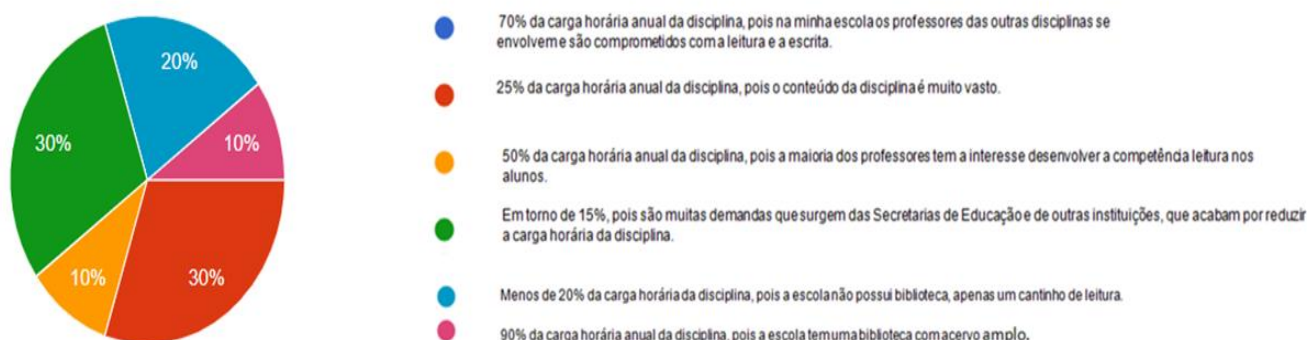 20%
30%
10%
10%
30%
70% da carga horária anual da disciplina, pois na minha escola os professores das outras disciplinas se
envolvem e são comprometidos com a leitura e a escrita.
25% da carga horária anual da disciplina, pois o conteúdo da disciplina é muito vasto.
50% da carga horária anual da disciplina, pois a maioria dos professores tem a interesse desenvolver a competência leitura nos
alunos.
Em torno de 15%, pois são muitas demandas que surgem das Secretarias de Educação e de outras instituições, que acabam por reduzir
a carga horária da disciplina.
Menos de 20% da carga horária da disciplina, pois a escola não possui biblioteca, apenas um cantinho de leitura.
90% da carga horária anual da disciplina, pois a escola tem uma biblioteca com acervo amplo.